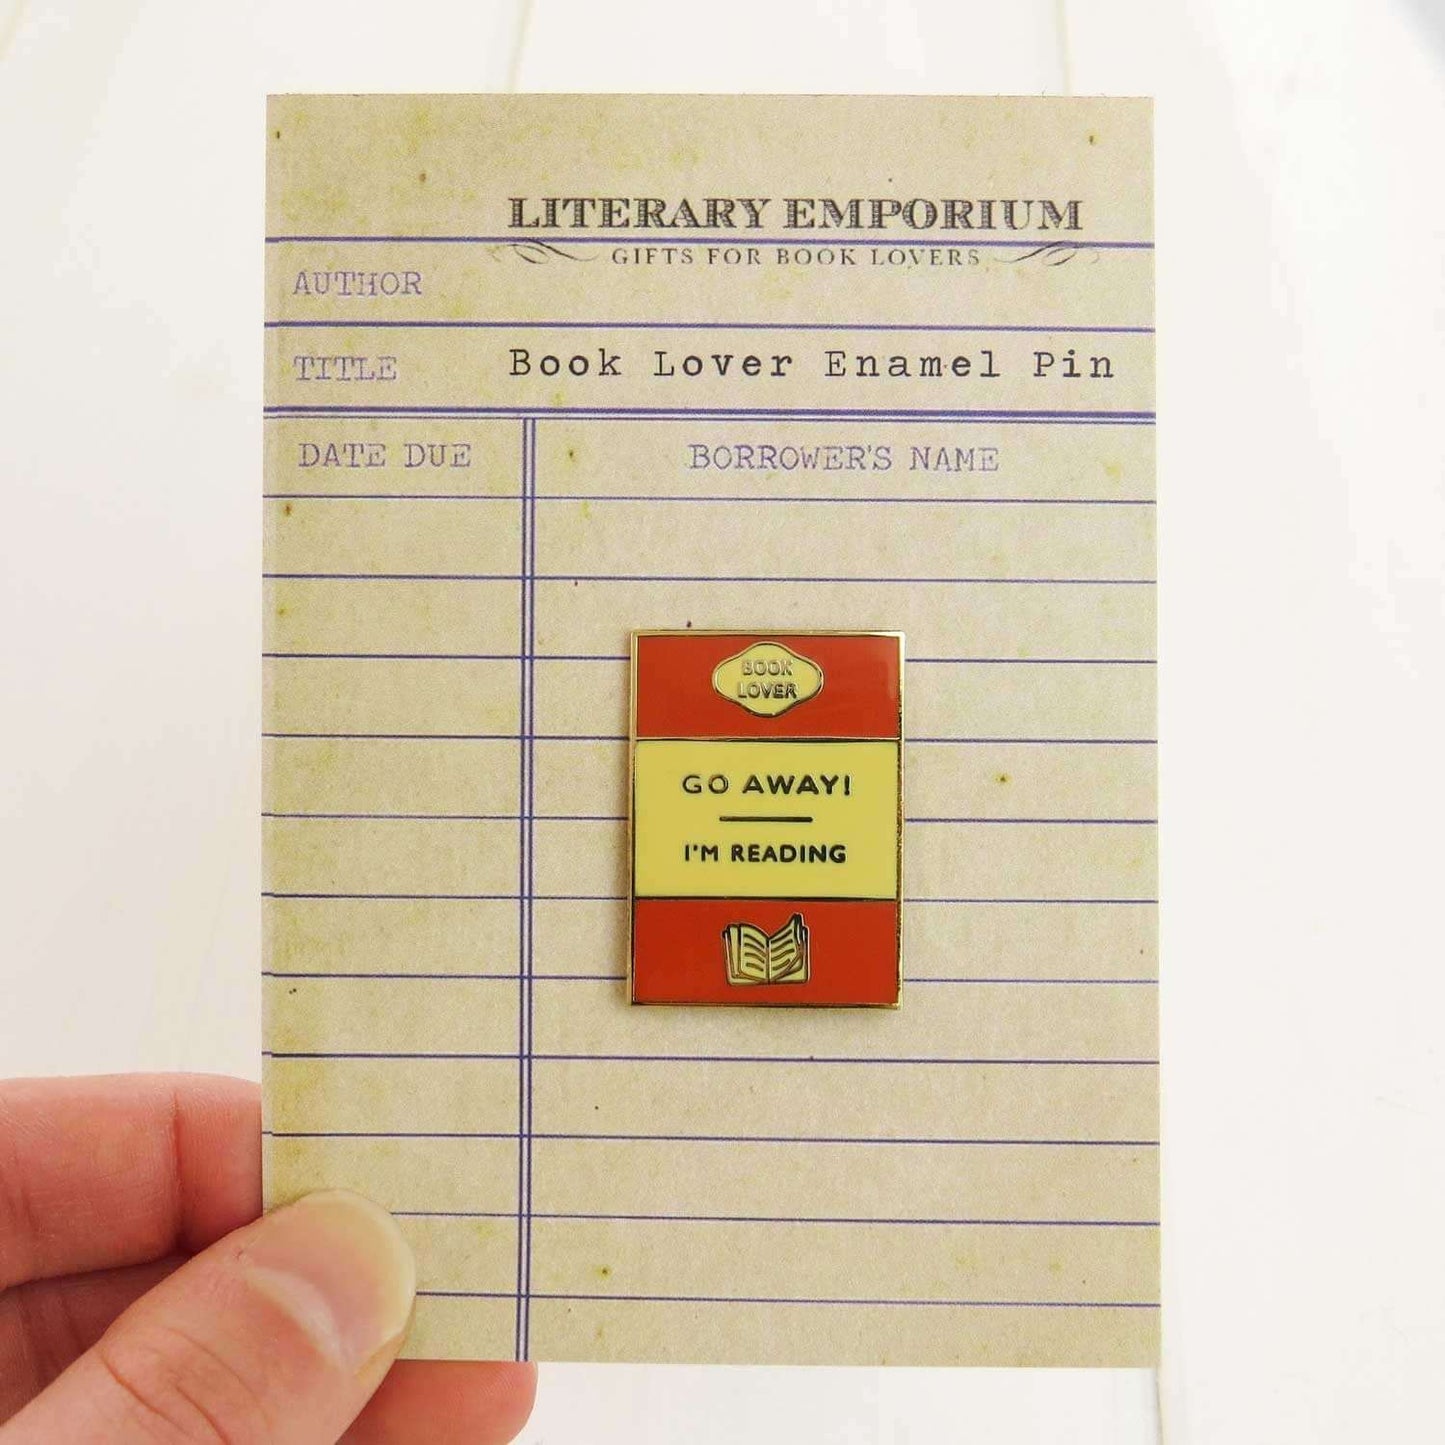 LITERARY EMPORIUM
GIFTS FOR BOOK LOVERS
AUTHOR
TITLE Book Lover Enamel Pin
DATE DUE BORROWER'S NAME
BOOK
LOVER
GO AWAY!
I'M READING